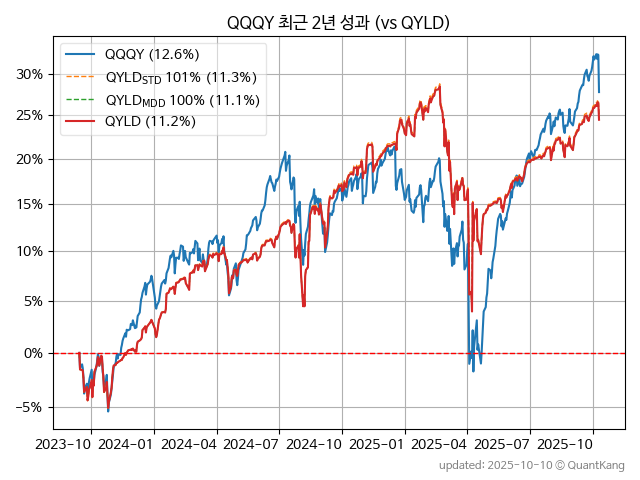 QQQY 최근 2년 성과 (vs QYLD)
QQQY (12.6%)
QYLD_STD 101% (11.3%)
QYLD_MDD 100% (11.1%)
QYLD (11.2%)
30%
25%
20%
15%
10%
5%
0%
−5%
2023−10 2024−01 2024−04 2024−07 2024−10 2025−01 2025−04 2025−07 2025−10
updated: 2025-10-10 © QuantKang